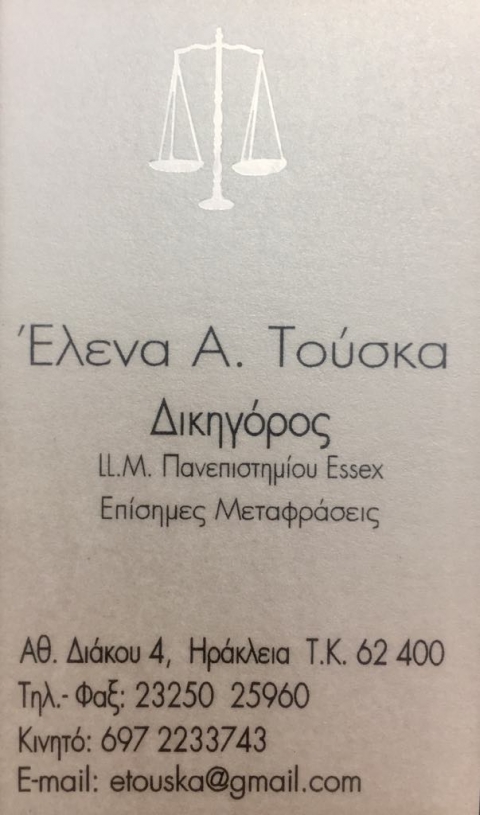 Έλενα Α. Τούσκα
Δικηγόρος
LL.M. Πανεπιστημίου Essex
Επίσημες Μεταφράσεις
Αθ. Διάκου 4, Ηράκλεια Τ.Κ. 62 400
Τηλ.- Φαξ: 23250 25960
Κινητό: 697 2233743
E-mail: etouska@gmail.com